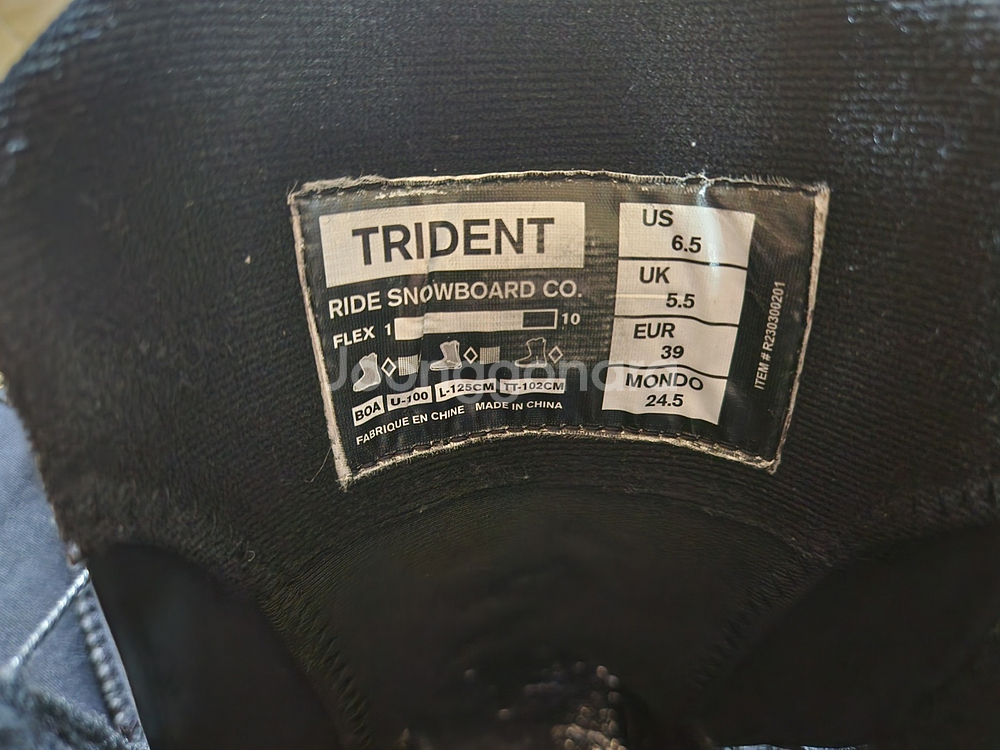 TRIDENT
RIDE SNOWBOARD CO.
FLEX 1 10
BOA U-100 L-125CM TT-102CM
FABRIQUE EN CHINE MADE IN CHINA
US
6.5
UK
5.5
EUR
39
MONDO
24.5
ITEM # R230300201
Joonggonara